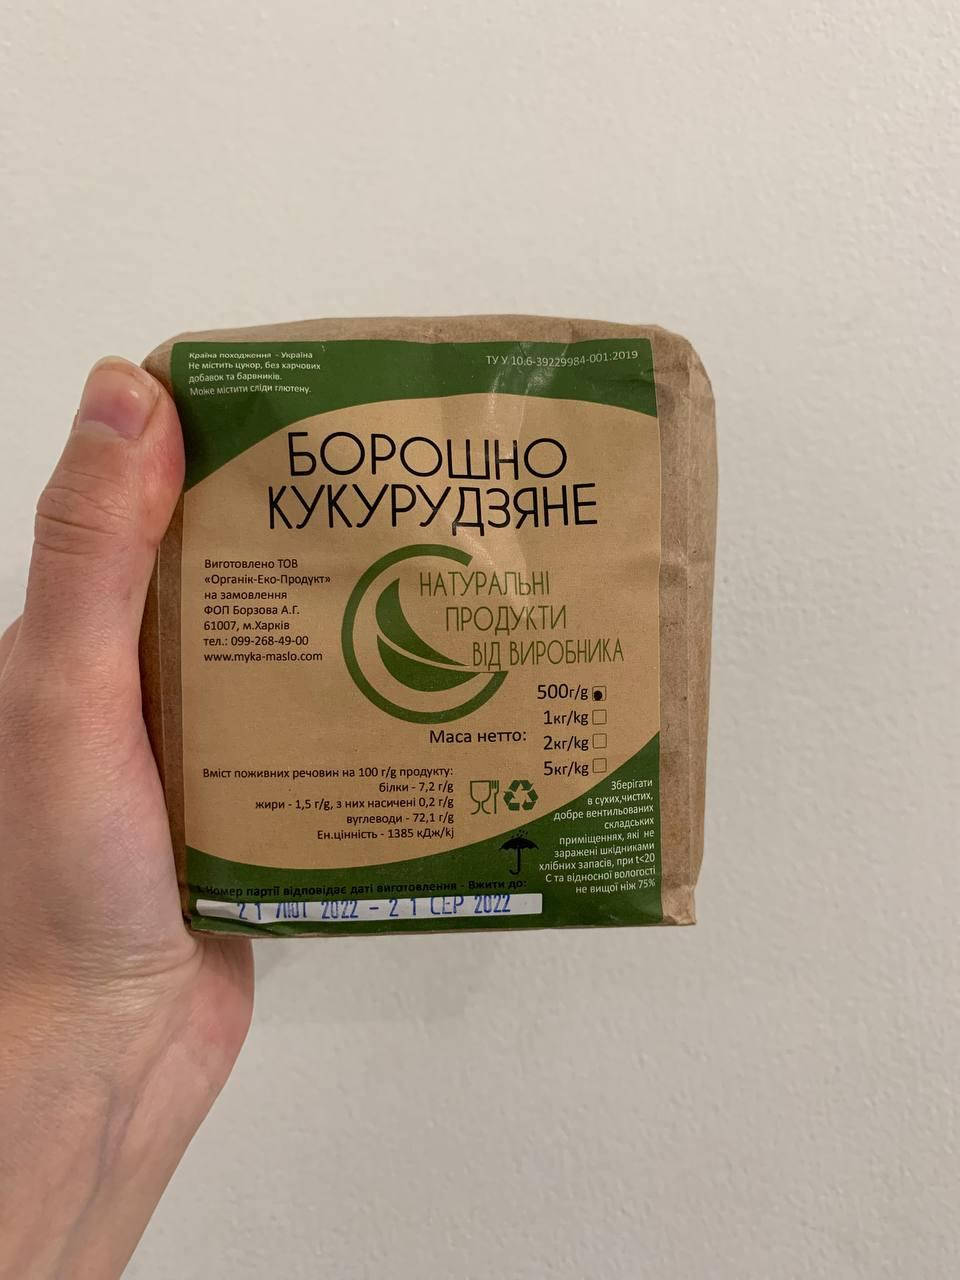 Країна походження - Україна
Не містить цукор, без харчових
добавок та барвників.
Може містити сліди глютену.
ТУ У 10.6-39229984-001:2019
БОРОШНО
КУКУРУДЗЯНЕ
Виготовлено ТОВ
«Органік-Еко-Продукт»
на замовлення
ФОП Борзова А.Г.
61007, м.Харків
тел.: 099-268-49-00
www.myka-maslo.com
НАТУРАЛЬНІ
ПРОДУКТИ
ВІД ВИРОБНИКА
Маса нетто:
500г/g
1кг/kg
2кг/kg
5кг/kg
Вміст поживних речовин на 100 г/g продукту:
білки - 7,2 г/g
жири - 1,5 г/g, з них насичені 0,2 г/g
вуглеводи - 72,1 г/g
Ен.цінність - 1385 кДж/kj
Зберігати
в сухих,чистих,
добре вентильованих
складських
приміщеннях, які не
заражені шкідниками
хлібних запасів, при t<20
С та відносної вологості
не вищої ніж 75%
Номер партії відповідає даті виготовлення - Вжити до:
21 ЛЮТ 2022 - 21 СЕР 2022